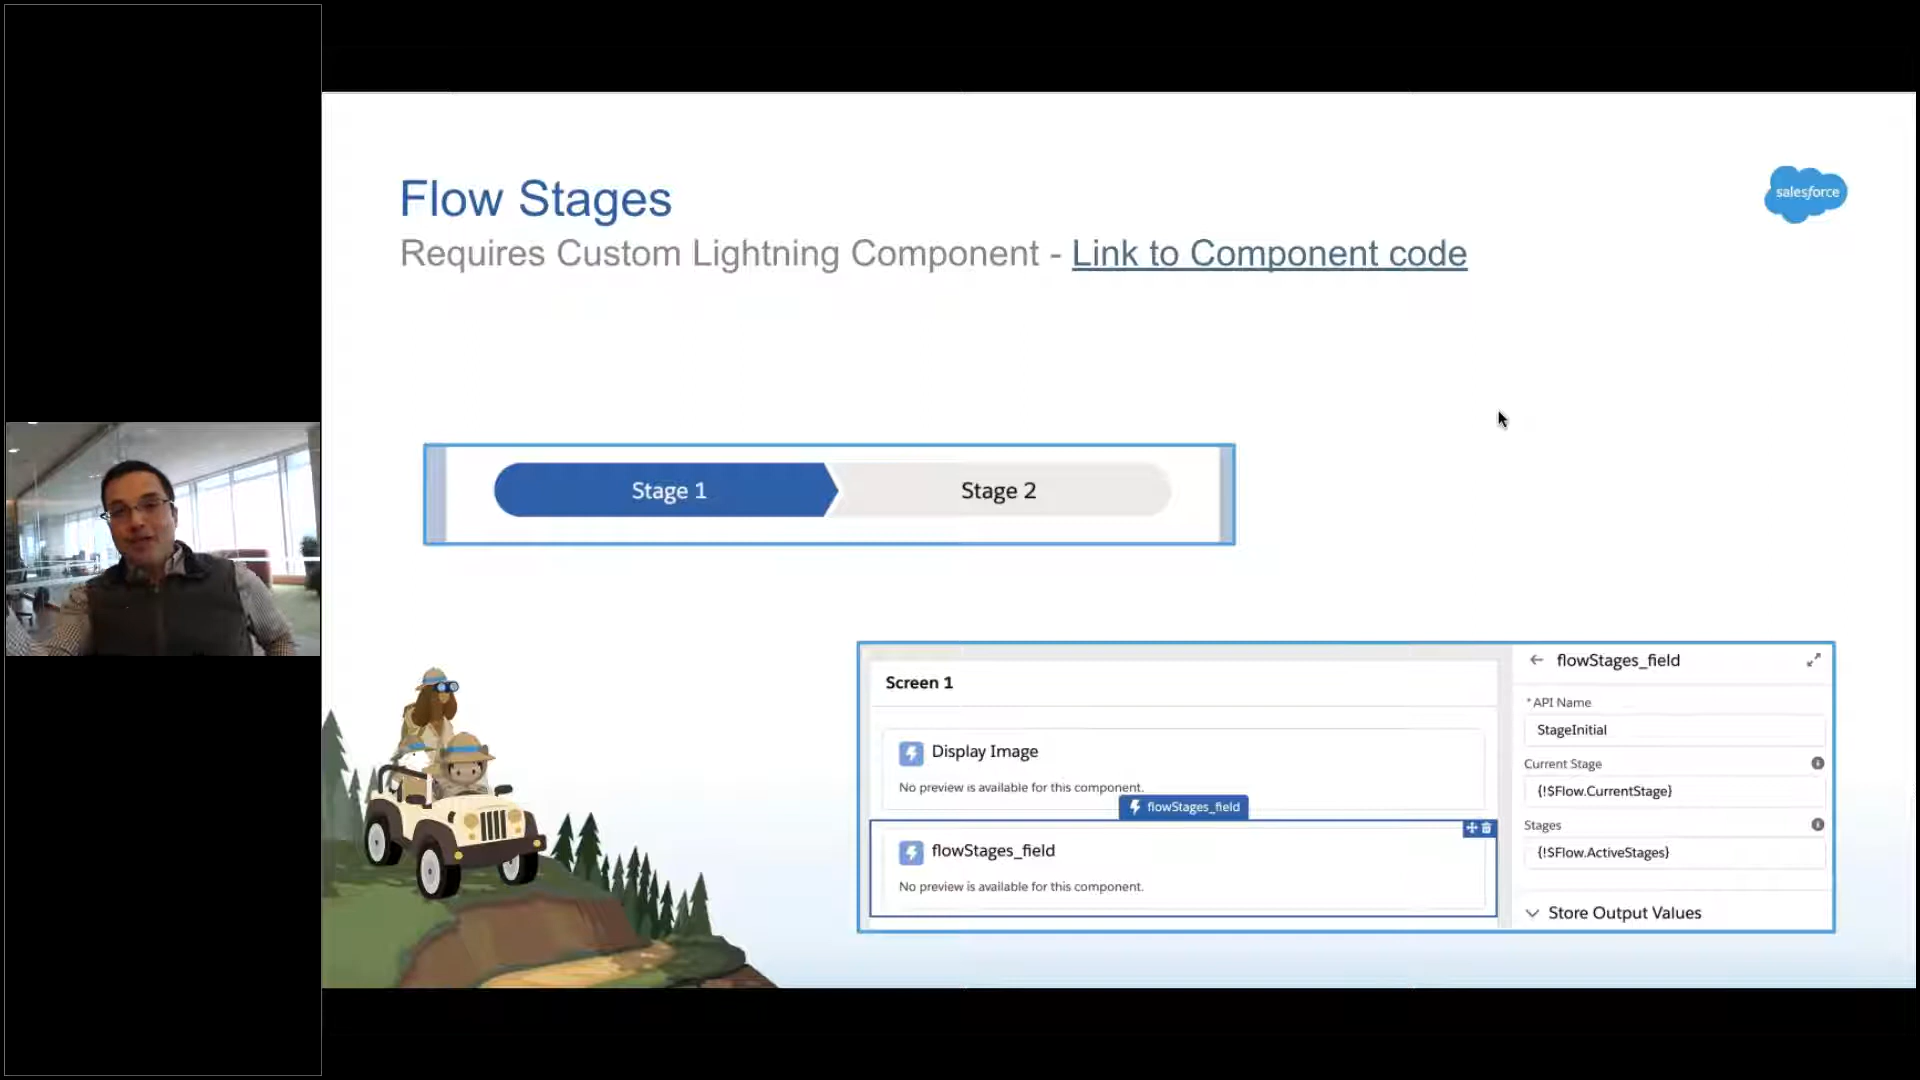 Flow Stages
salesforce
Requires Custom Lightning Component - Link to Component code
Stage 1
Stage 2
Screen 1
Display Image
No preview is available for this component.
flowStages_field
flowStages_field
No preview is available for this component.
flowStages_field
* API Name
StageInitial
Current Stage
{!$Flow.CurrentStage}
Stages
{!$Flow.ActiveStages}
Store Output Values